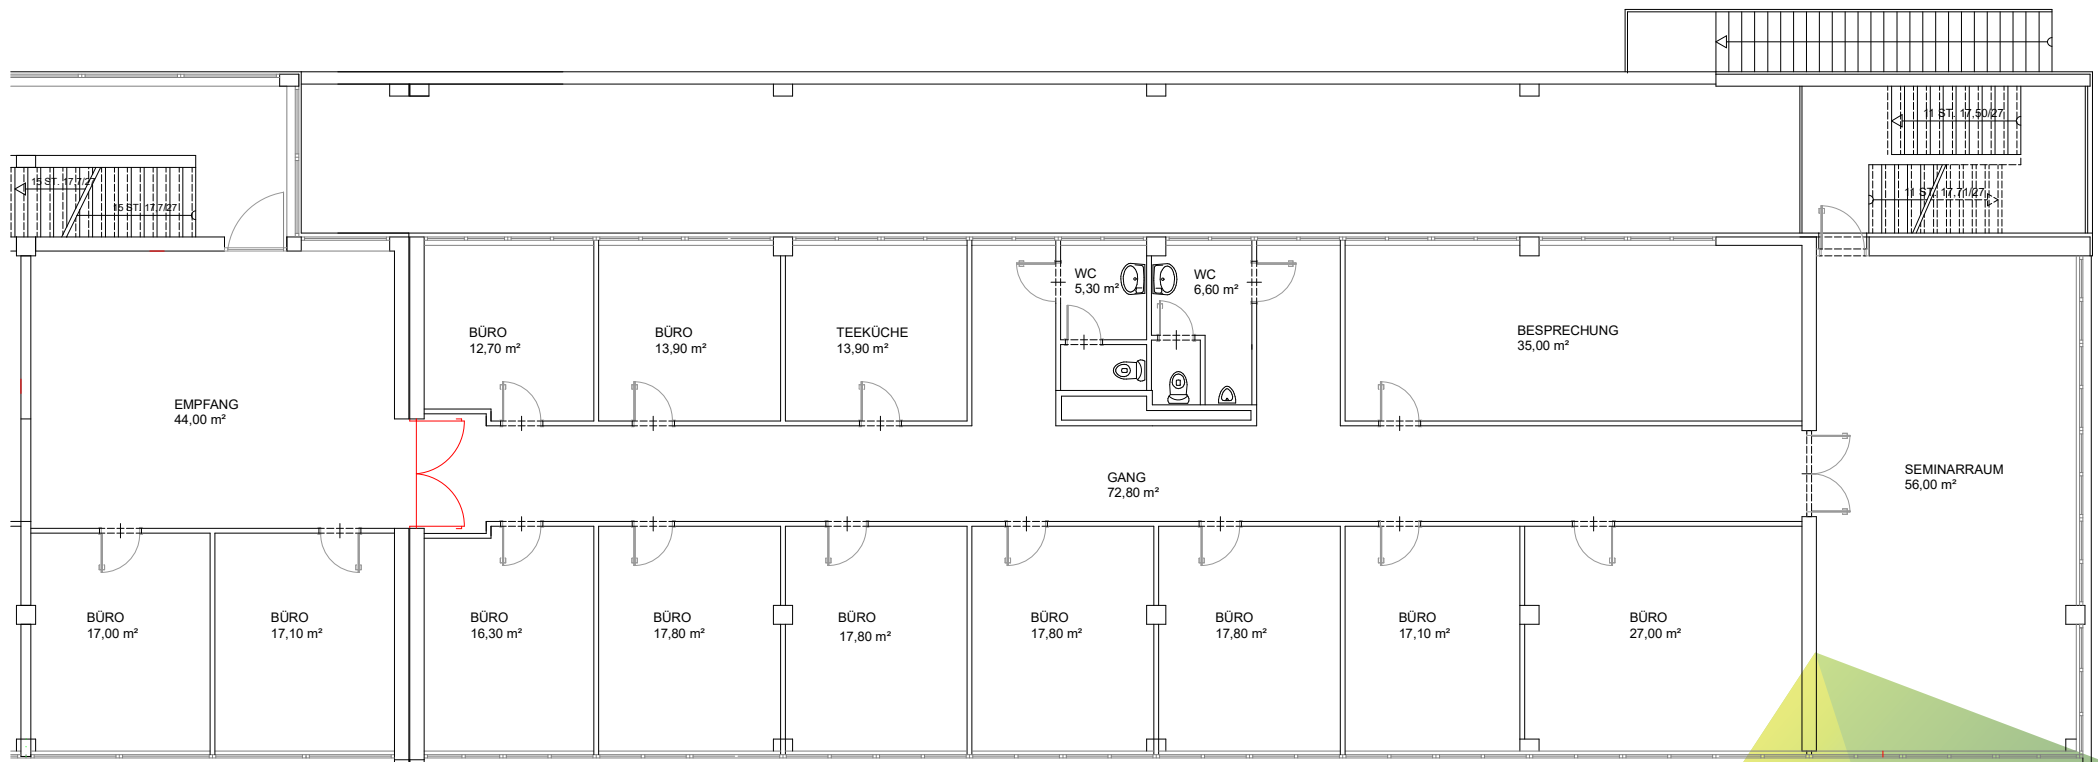 11 ST. 17,50/27
15 ST. 17,7/27
11 ST. 17,71/27
15 ST. 17,7/27
WC
5,30 m²
WC
6,60 m²
BÜRO
12,70 m²
BÜRO
13,90 m²
TEEKÜCHE
13,90 m²
BESPRECHUNG
35,00 m²
EMPFANG
44,00 m²
GANG
72,80 m²
SEMINARRAUM
56,00 m²
BÜRO
17,00 m²
BÜRO
17,10 m²
BÜRO
16,30 m²
BÜRO
17,80 m²
BÜRO
17,80 m²
BÜRO
17,80 m²
BÜRO
17,80 m²
BÜRO
17,10 m²
BÜRO
27,00 m²